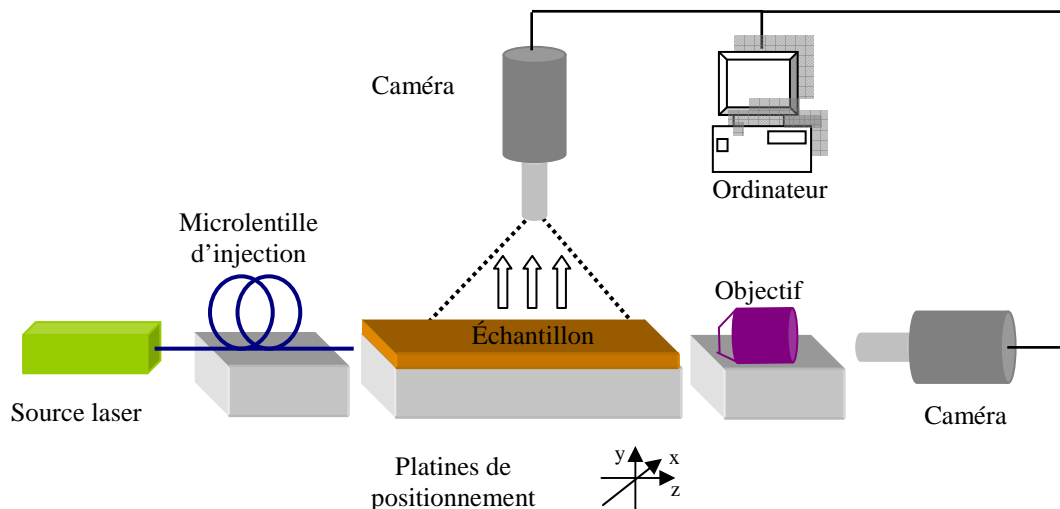 Caméra
Ordinateur
Microlentille
d'injection
Objectif
Échantillon
Source laser
Caméra
Platines de
positionnement
y
x
z